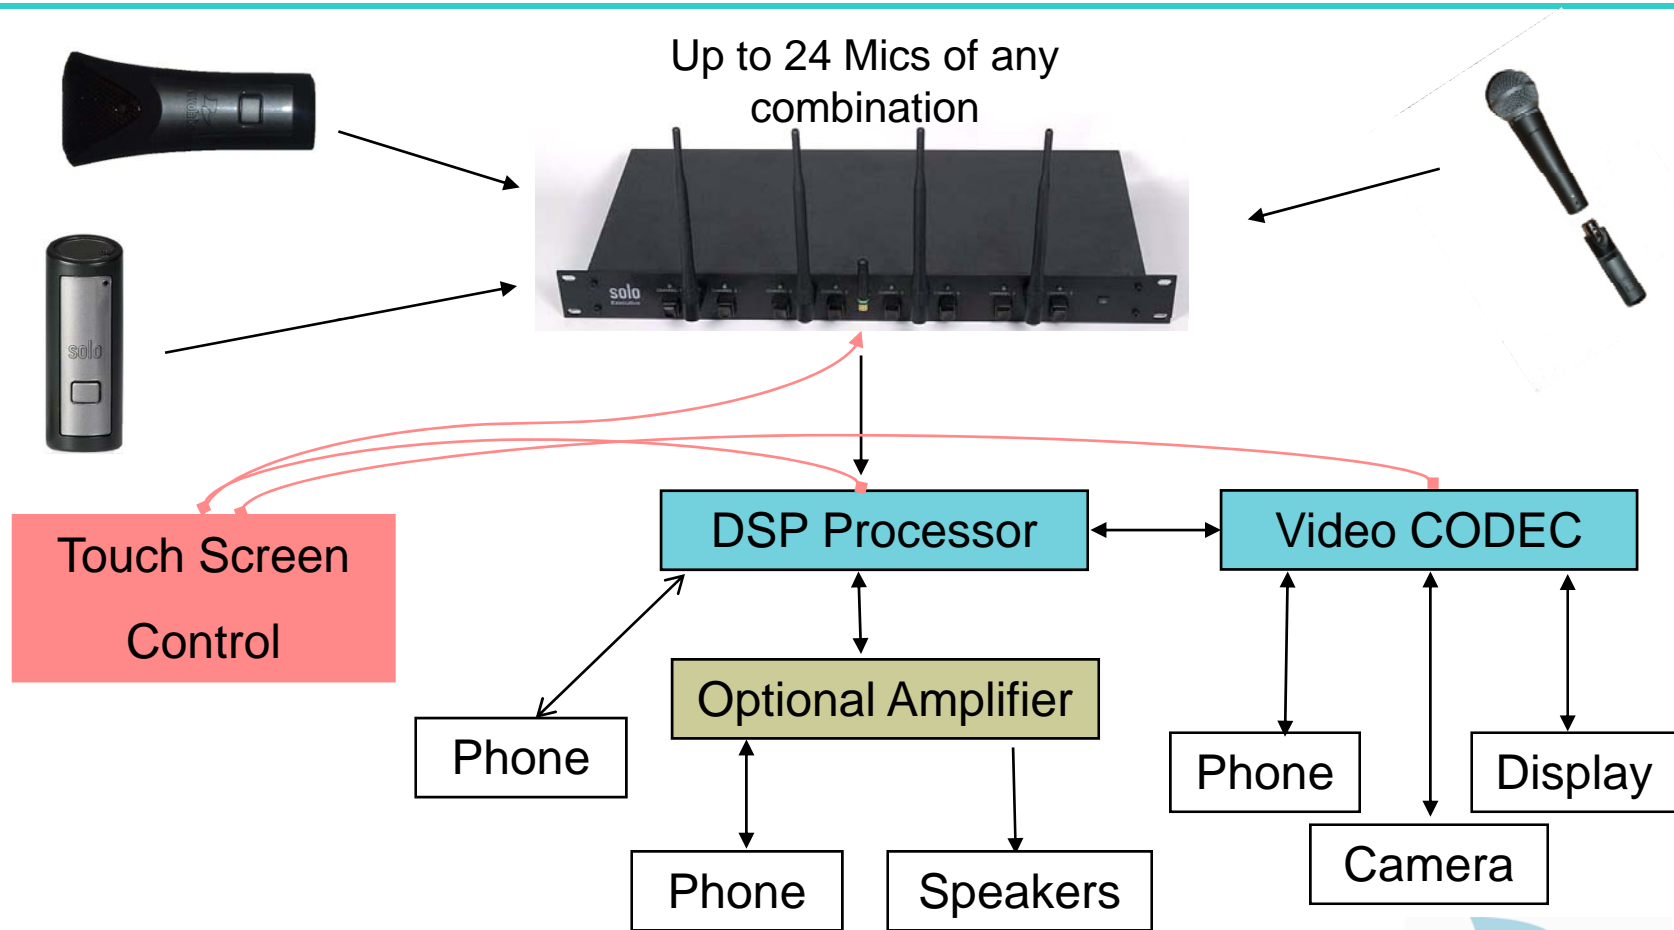 Up to 24 Mics of any
combination
solo
Executive
solo
DSP Processor
Video CODEC
Touch Screen
Control
Optional Amplifier
Phone
Phone
Display
Camera
Phone
Speakers